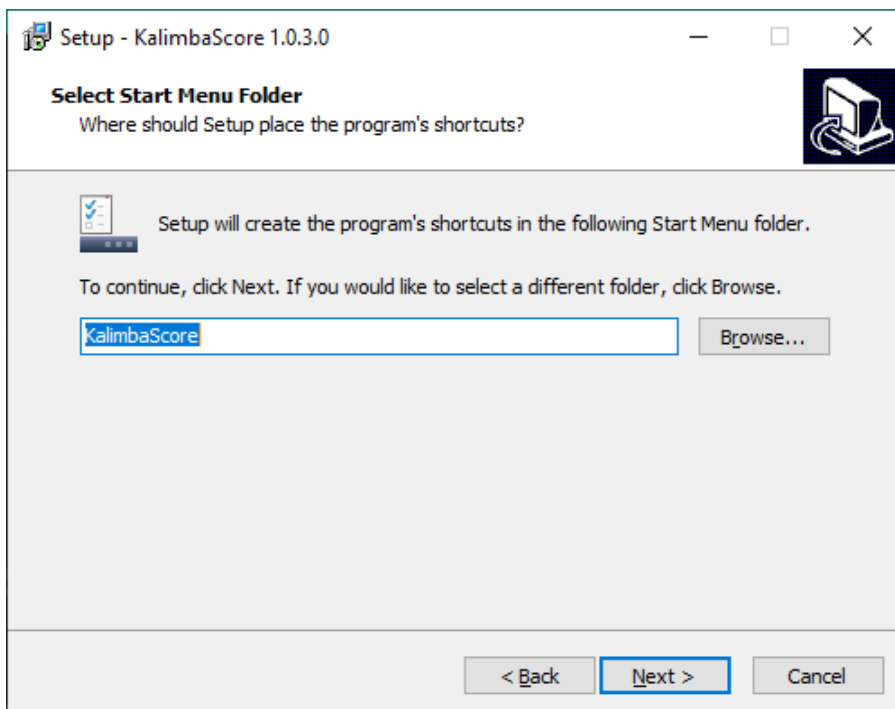 Setup - KalimbaScore 1.0.3.0
Select Start Menu Folder
Where should Setup place the program's shortcuts?
Setup will create the program's shortcuts in the following Start Menu folder.
To continue, click Next. If you would like to select a different folder, click Browse.
KalimbaScore
Browse...
< Back
Next >
Cancel